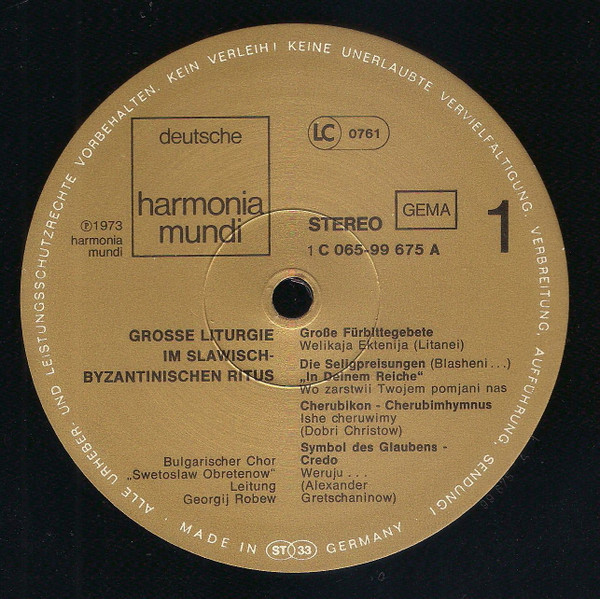 ALLE URHEBER- UND LEISTUNGSSCHUTZRECHTE VORBEHALTEN. KEIN VERLEIH! KEINE UNERLAUBTE VERVIELFÄLTIGUNG, VERBREITUNG, AUFFÜHRUNG, SENDUNG!
deutsche
harmonia
mundi
LC 0761
℗1973
harmonia
mundi
STEREO
GEMA
1
1 C 065-99 675 A
GROSSE LITURGIE
IM SLAWISCH-
BYZANTINISCHEN RITUS
Bulgarischer Chor
„Swetoslaw Obretenow"
Leitung
Georgij Robew
Große Fürbittegebete
Welikaja Ektenija (Litanei)
Die Seligpreisungen (Blasheni...)
„In Deinem Reiche"
Wo zarstwii Twojem pomjani nas
Cherubikon - Cherubimhymnus
Ishe cheruwimy
(Dobri Christow)
Symbol des Glaubens -
Credo
Weruju...
(Alexander
Gretschaninow)
MADE IN ST 33 GERMANY